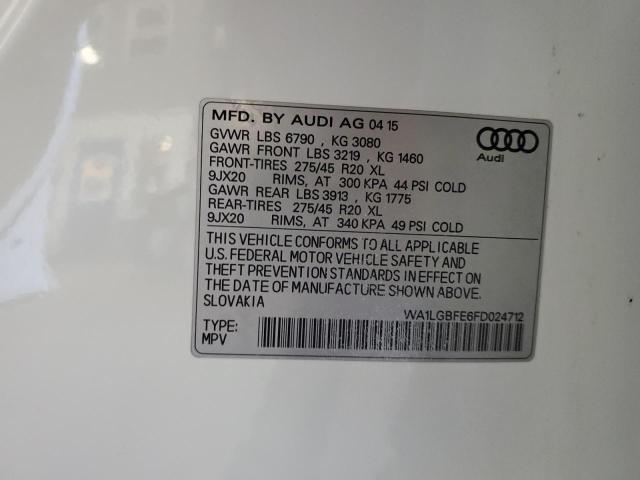 MFD. BY AUDI AG 04 15
GVWR LBS 6790 , KG 3080
GAWR FRONT LBS 3219 , KG 1460
FRONT-TIRES 275/45 R20 XL
9JX20 RIMS, AT 300 KPA 44 PSI COLD
GAWR REAR LBS 3913 , KG 1775
REAR-TIRES 275/45 R20 XL
9JX20 RIMS, AT 340 KPA 49 PSI COLD
Audi
THIS VEHICLE CONFORMS TO ALL APPLICABLE
U.S. FEDERAL MOTOR VEHICLE SAFETY AND
THEFT PREVENTION STANDARDS IN EFFECT ON
THE DATE OF MANUFACTURE SHOWN ABOVE.
SLOVAKIA
WA1LGBFE6FD024712
TYPE:
MPV